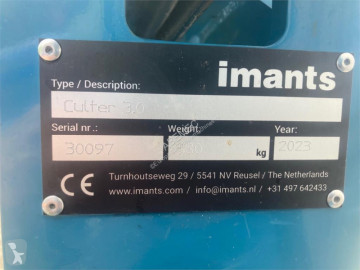 imants
Type / Description:
Culter 3.0
Serial nr.: Weight: Year:
30097 kg 2023
CE
Turnhoutseweg 29 / 5541 NV Reusel / The Netherlands
www.imants.com / info@imants.nl / +31 497 642433